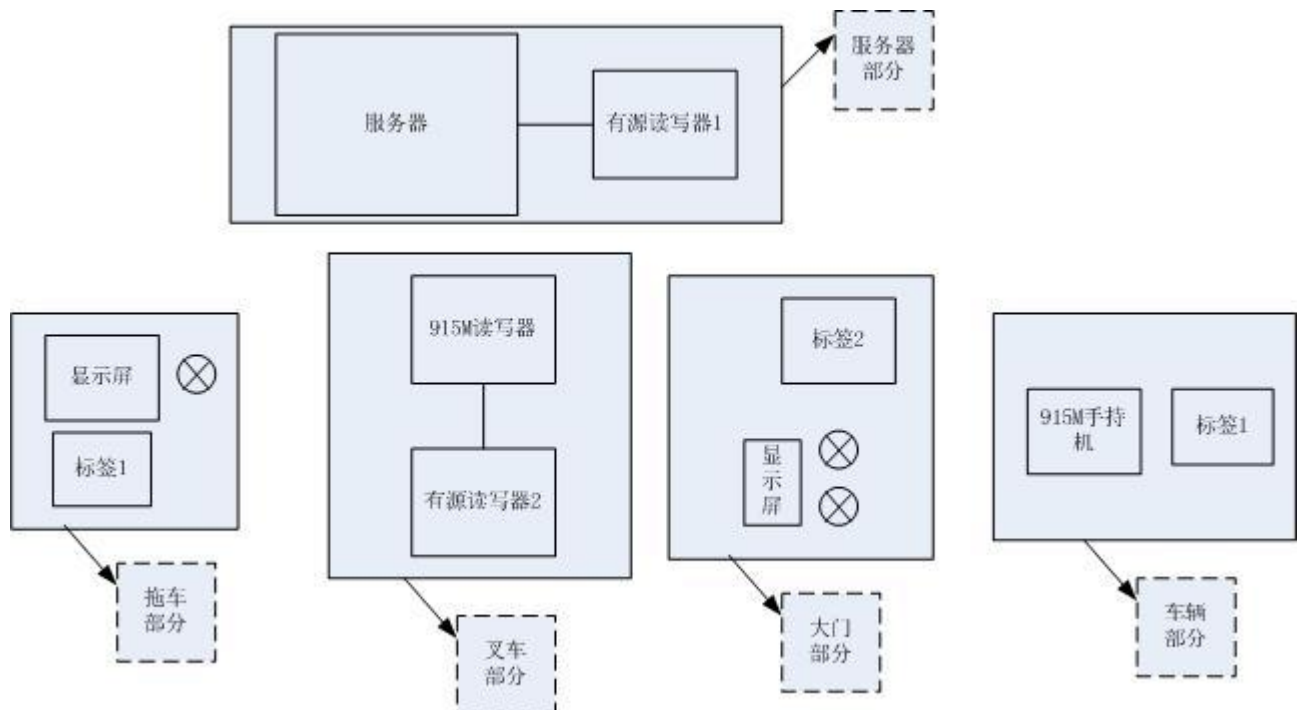 服务器
有源读写器1
服务器
部分
显示屏
标签1
拖车
部分
915M读写器
有源读写器2
叉车
部分
标签2
显
示
屏
大门
部分
915M手持
机
标签1
车辆
部分